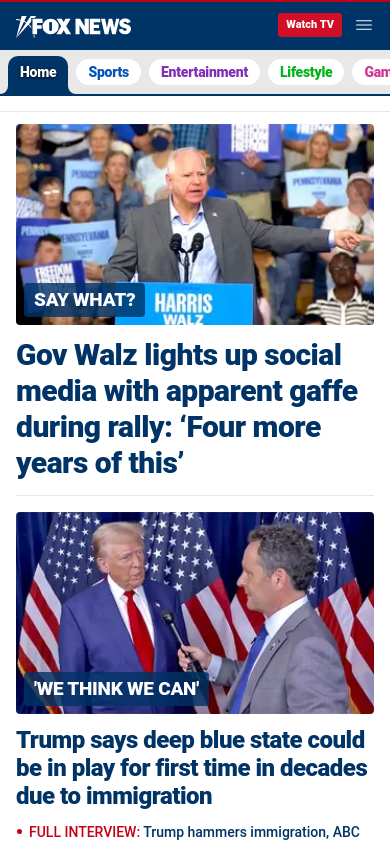 FOX NEWS
Watch TV
Home
Sports
Entertainment
Lifestyle
Gam
FREEDOM
PENNSYLVANIA
PENNSYLVANIA
FREEDOM
HARRIS
WALZ
SAY WHAT?
Gov Walz lights up social
media with apparent gaffe
during rally: ‘Four more
years of this’
'WE THINK WE CAN'
Trump says deep blue state could
be in play for first time in decades
due to immigration
FULL INTERVIEW: Trump hammers immigration, ABC